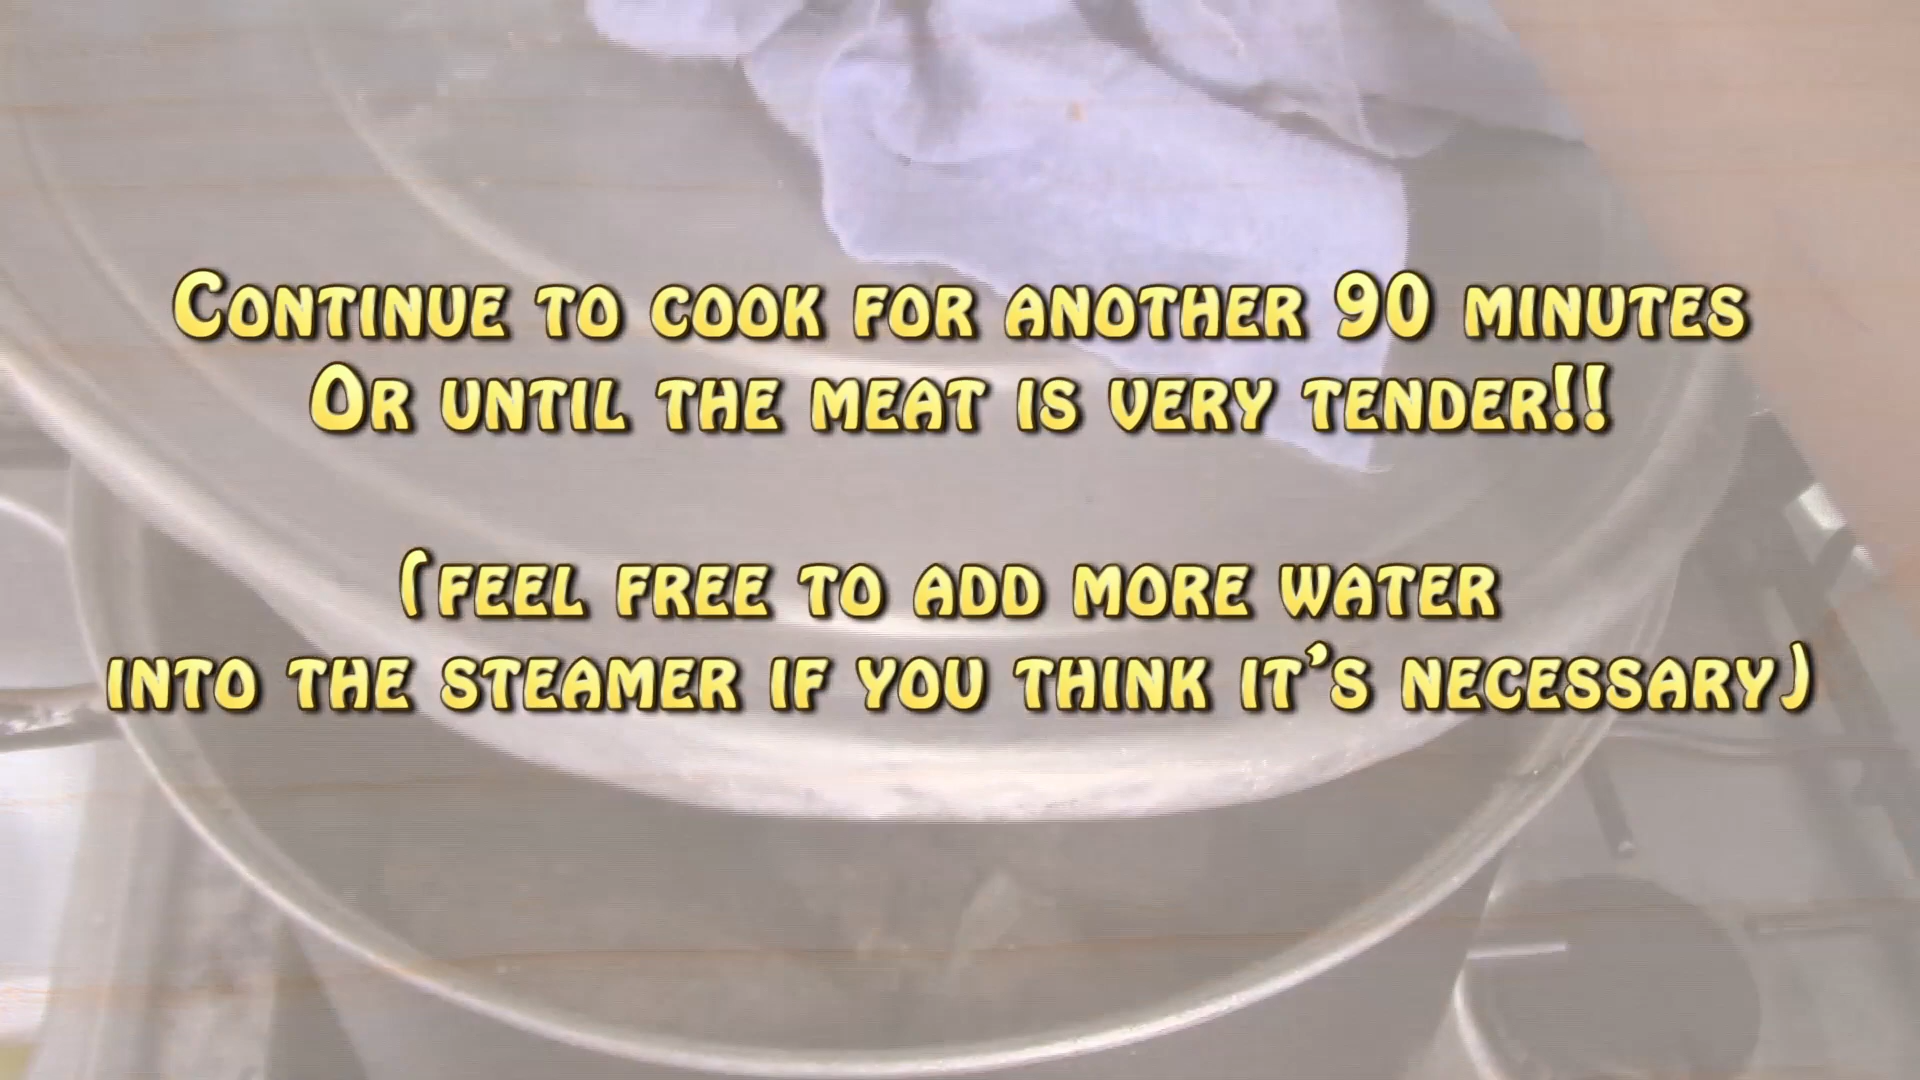 Continue to cook for another 90 minutes
Or until the meat is very tender!!
(feel free to add more water
into the steamer if you think it's necessary)